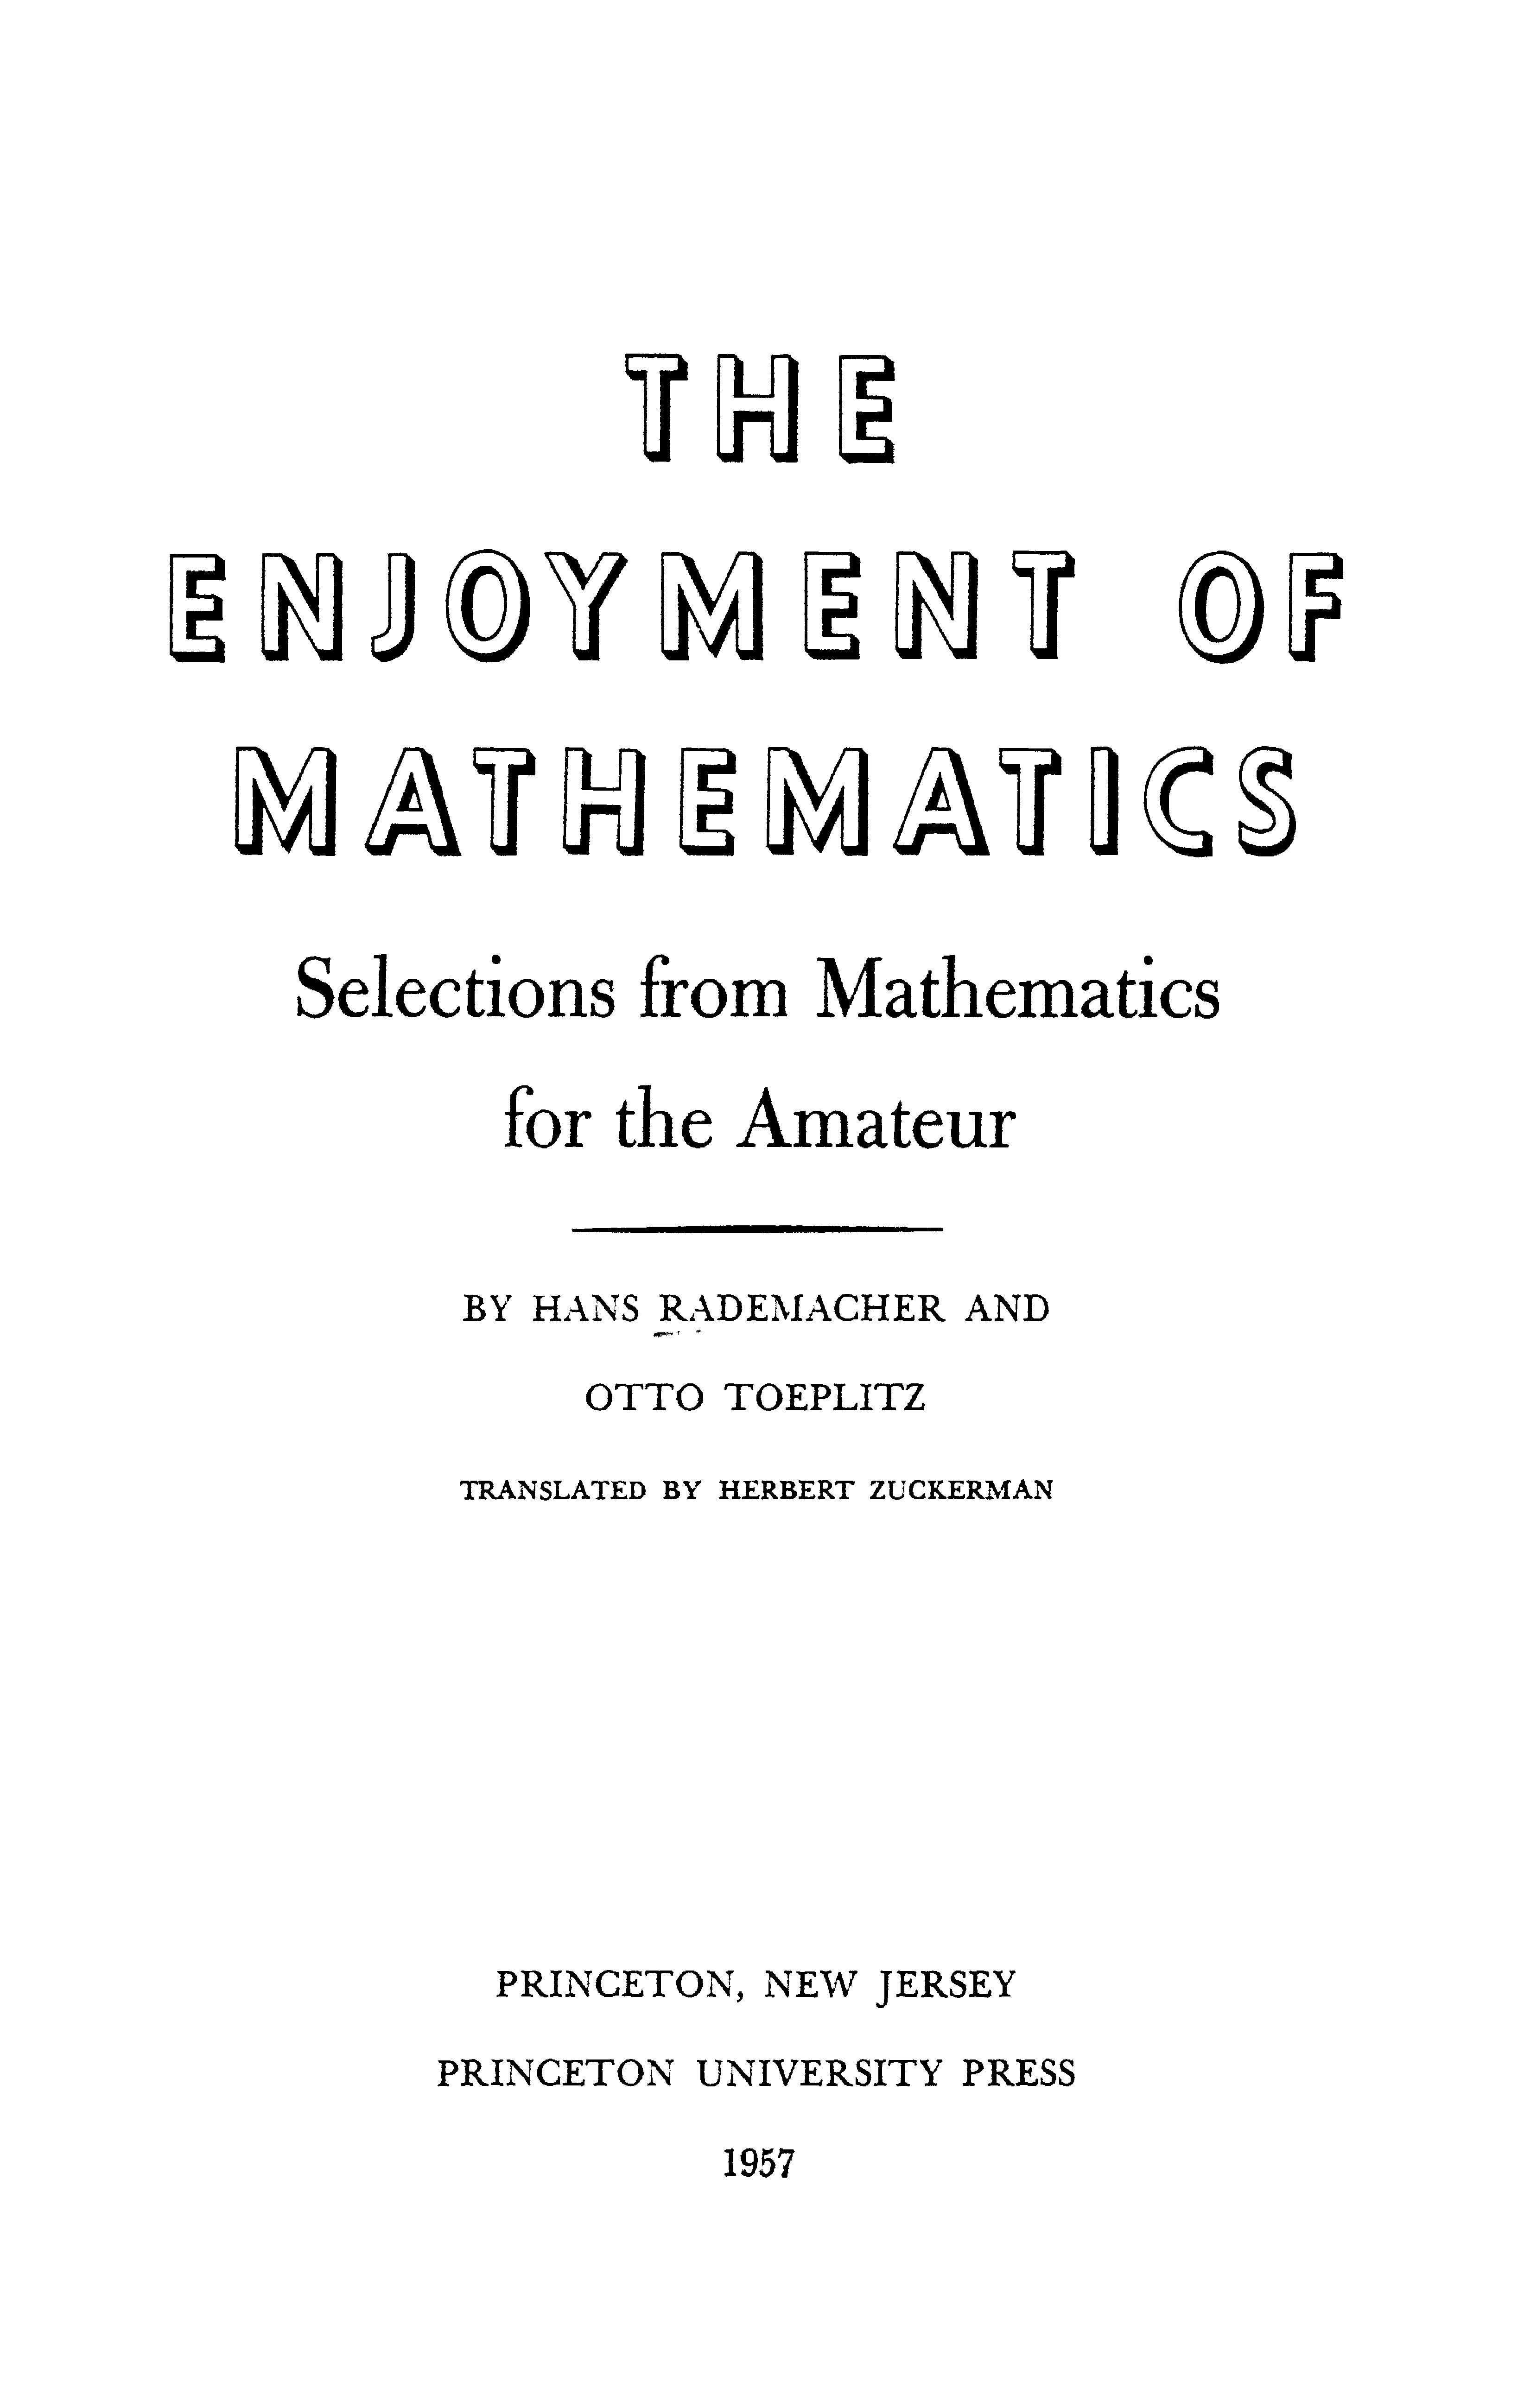 THE
ENJOYMENT OF
MATHEMATICS
Selections from Mathematics
for the Amateur
BY HANS RADEMACHER AND
OTTO TOEPLITZ
TRANSLATED BY HERBERT ZUCKERMAN
PRINCETON, NEW JERSEY
PRINCETON UNIVERSITY PRESS
1957